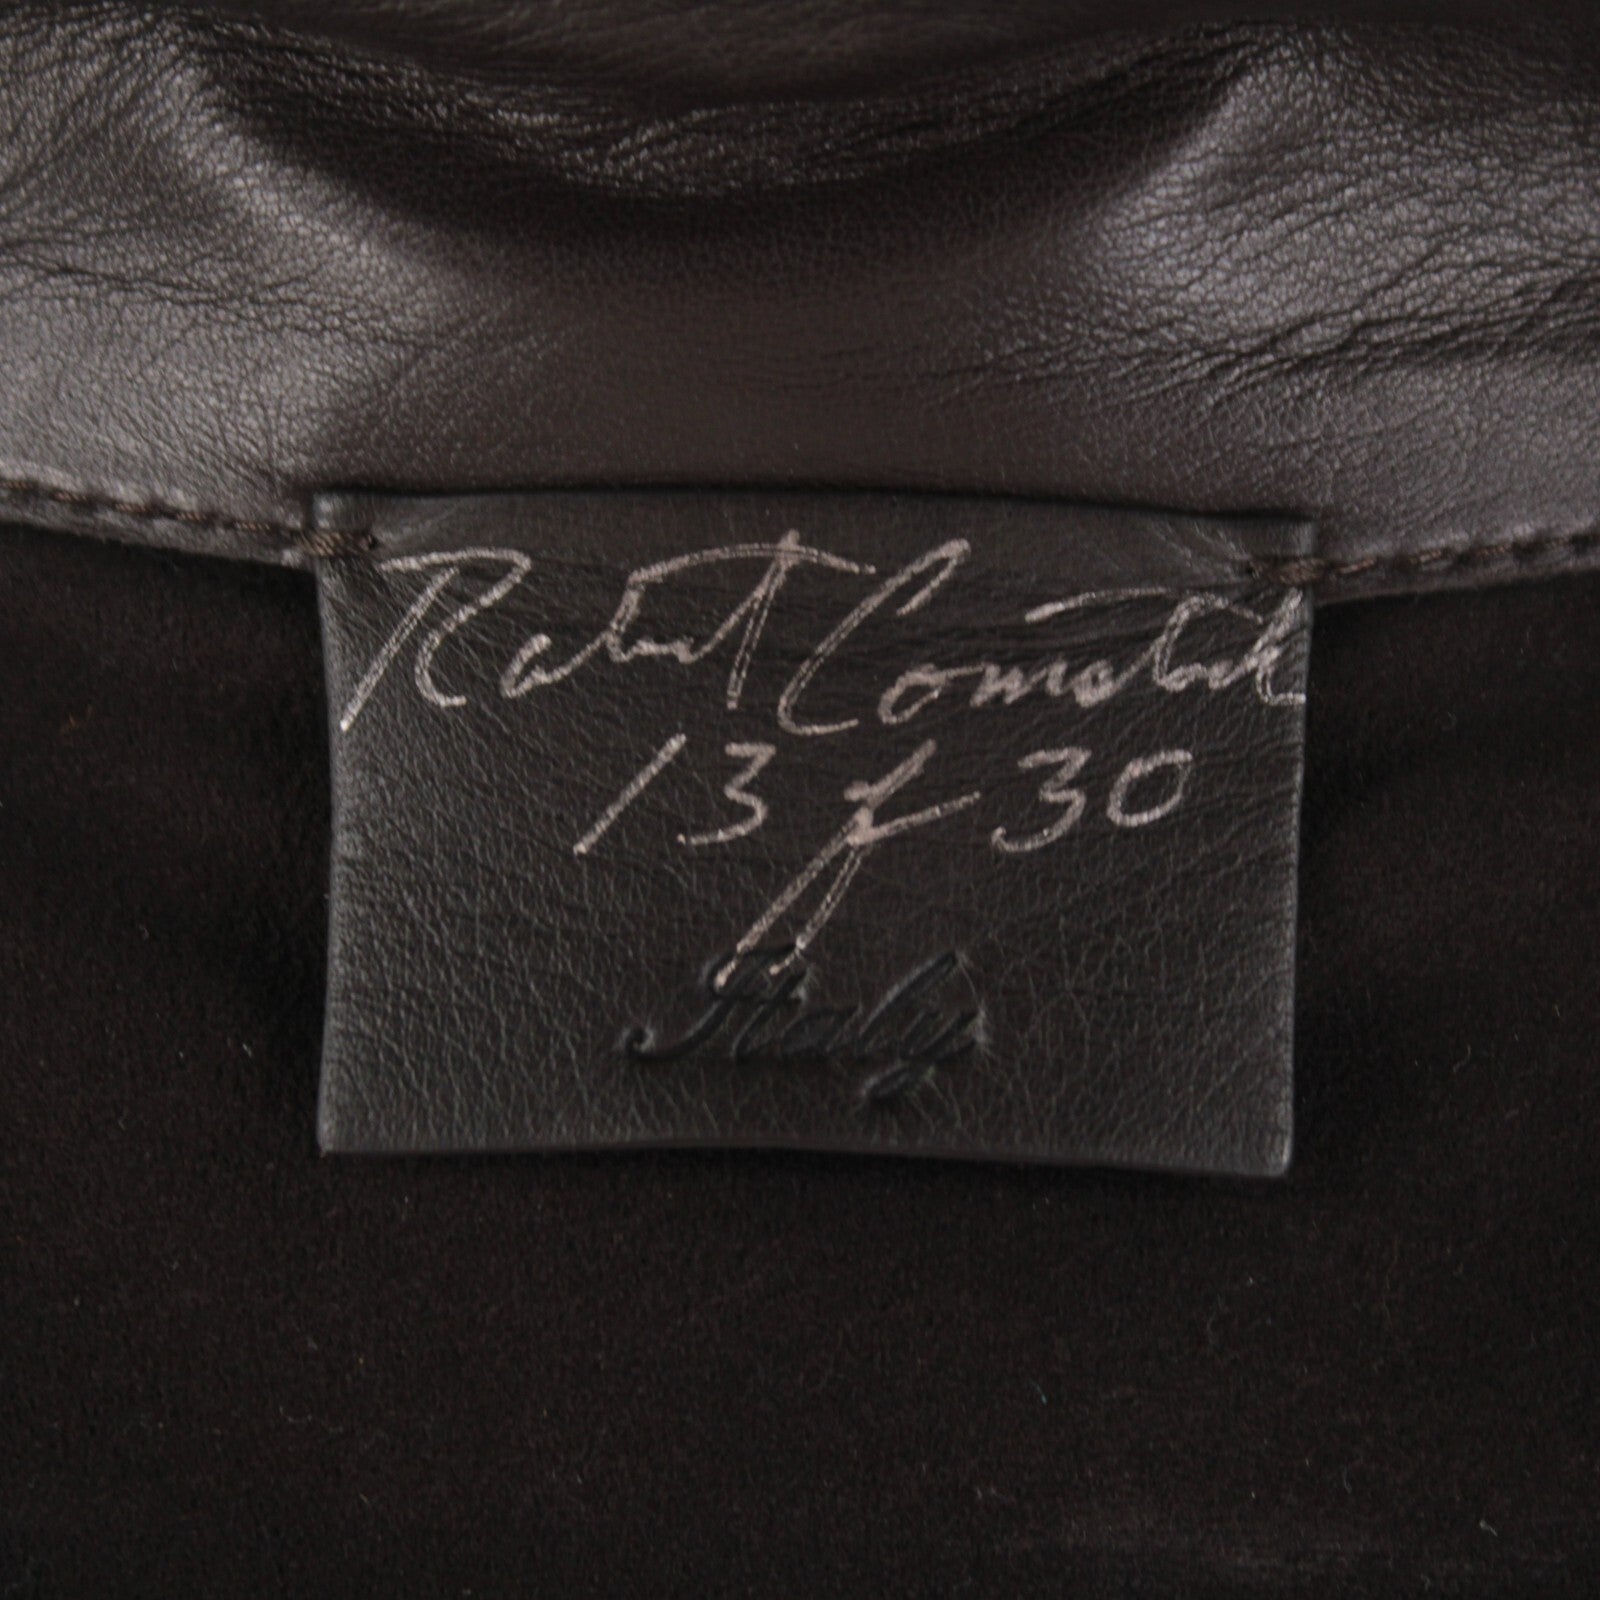 Robert Comstock
13 of 30
Italy